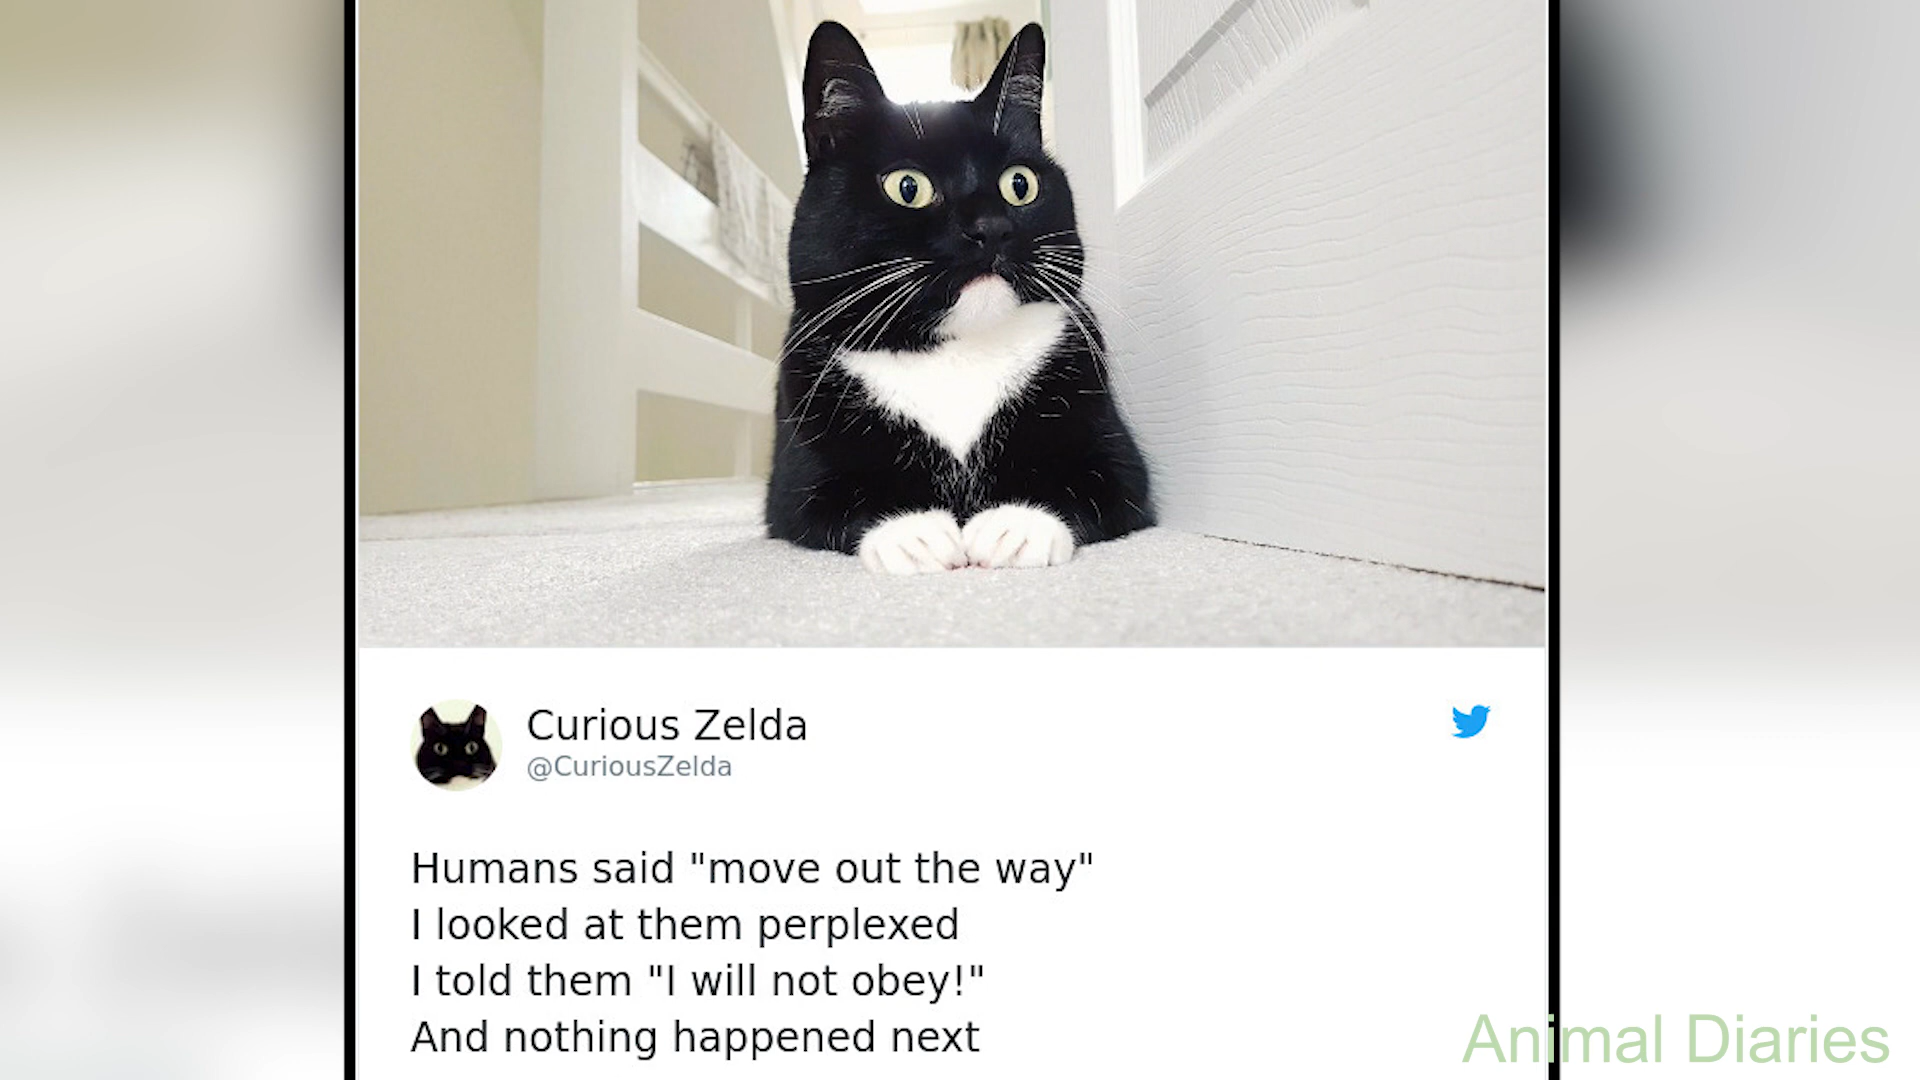 Curious Zelda
@CuriousZelda
Humans said "move out the way"
I looked at them perplexed
I told them "I will not obey!"
And nothing happened next
Animal Diaries